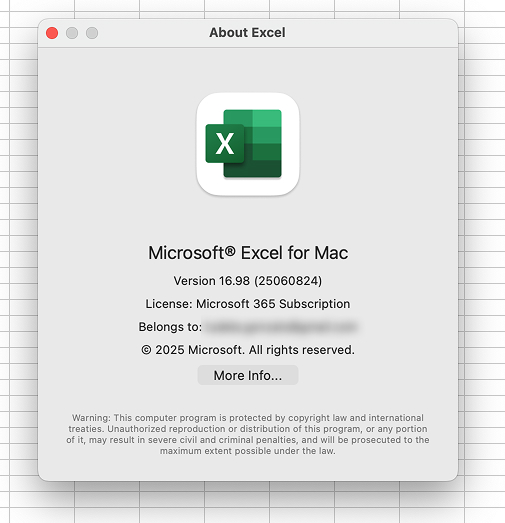 About Excel
X
Microsoft® Excel for Mac
Version 16.98 (25060824)
License: Microsoft 365 Subscription
Belongs to:
© 2025 Microsoft. All rights reserved.
More Info...
Warning: This computer program is protected by copyright law and international
treaties. Unauthorized reproduction or distribution of this program, or any portion
of it, may result in severe civil and criminal penalties, and will be prosecuted to the
maximum extent possible under the law.